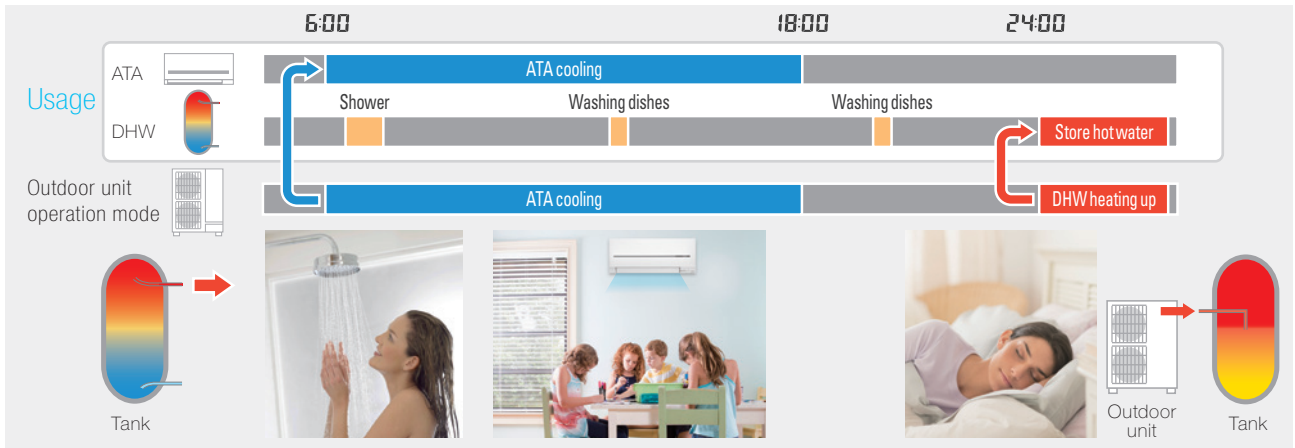 6:00
18:00
24:00
Usage
ATA
ATA cooling
Shower
Washing dishes
Washing dishes
DHW
Store hot water
Outdoor unit
operation mode
ATA cooling
DHW heating up
Tank
Outdoor
unit
Tank